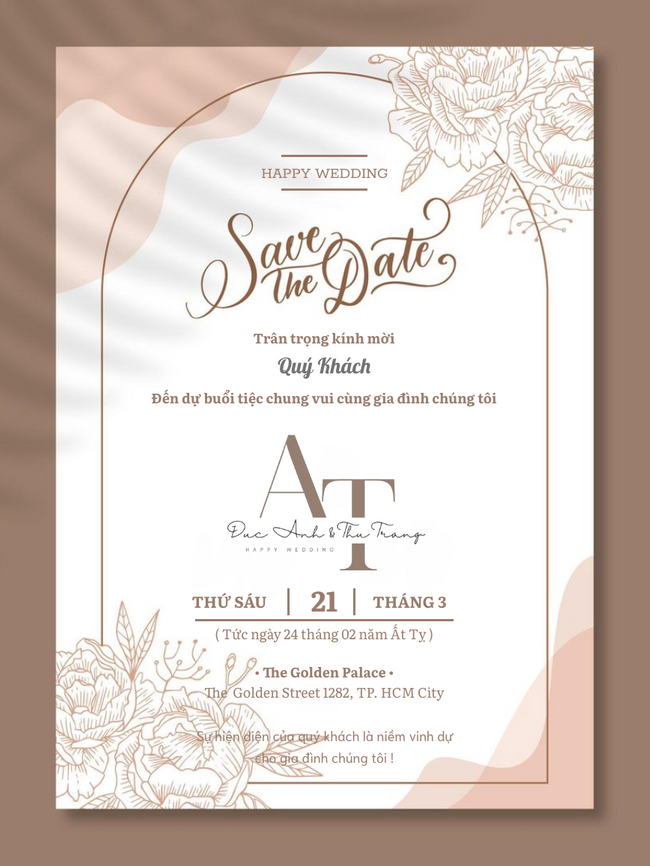 HAPPY WEDDING
Save
the Date
Trân trọng kính mời
Quý Khách
Đến dự buổi tiệc chung vui cùng gia đình chúng tôi
AT
Đuc Anh & Thu Trang
HAPPY WEDDING
THỨ SÁU | 21 | THÁNG 3
( Tức ngày 24 tháng 02 năm Ất Tỵ )
• The Golden Palace •
The Golden Street 1282, TP. HCM City
Sự hiện diện của quý khách là niềm vinh dự
cho gia đình chúng tôi !